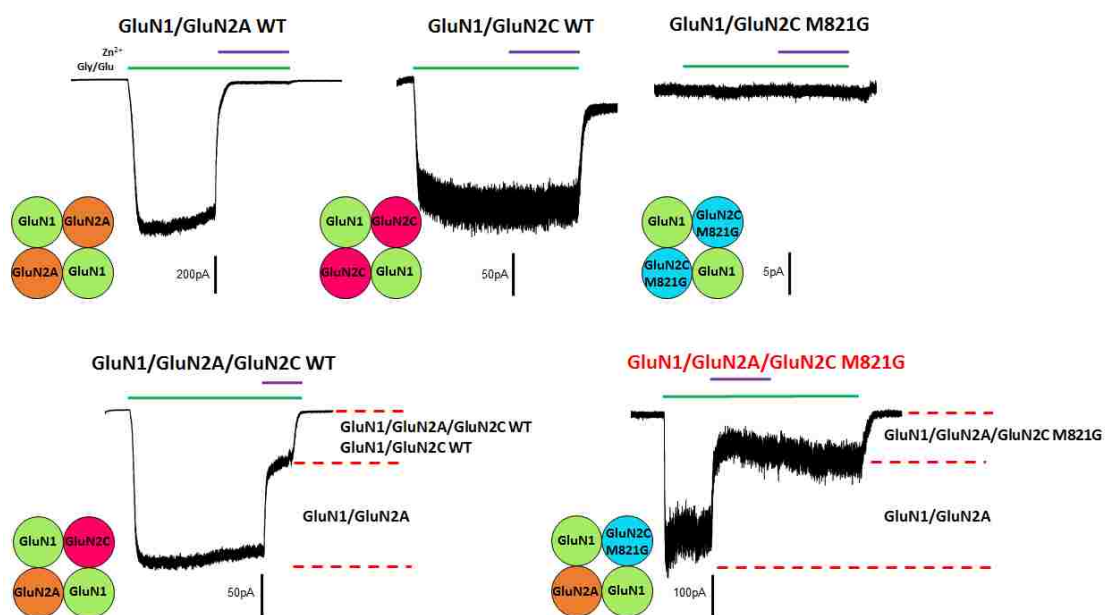 GluN1/GluN2A WT
GluN1/GluN2C WT
GluN1/GluN2C M821G
Zn²⁺
Gly/Glu
GluN1
GluN2A
GluN2A
GluN1
200pA
GluN1
GluN2C
GluN2C
GluN1
50pA
GluN1
GluN2C
M821G
GluN2C
M821G
GluN1
5pA
GluN1/GluN2A/GluN2C WT
GluN1/GluN2A/GluN2C M821G
GluN1/GluN2A/GluN2C WT
GluN1/GluN2C WT
GluN1/GluN2A
GluN1
GluN2C
GluN2A
GluN1
50pA
GluN1/GluN2A/GluN2C M821G
GluN1/GluN2A
GluN1
GluN2C
M821G
GluN2A
GluN1
100pA